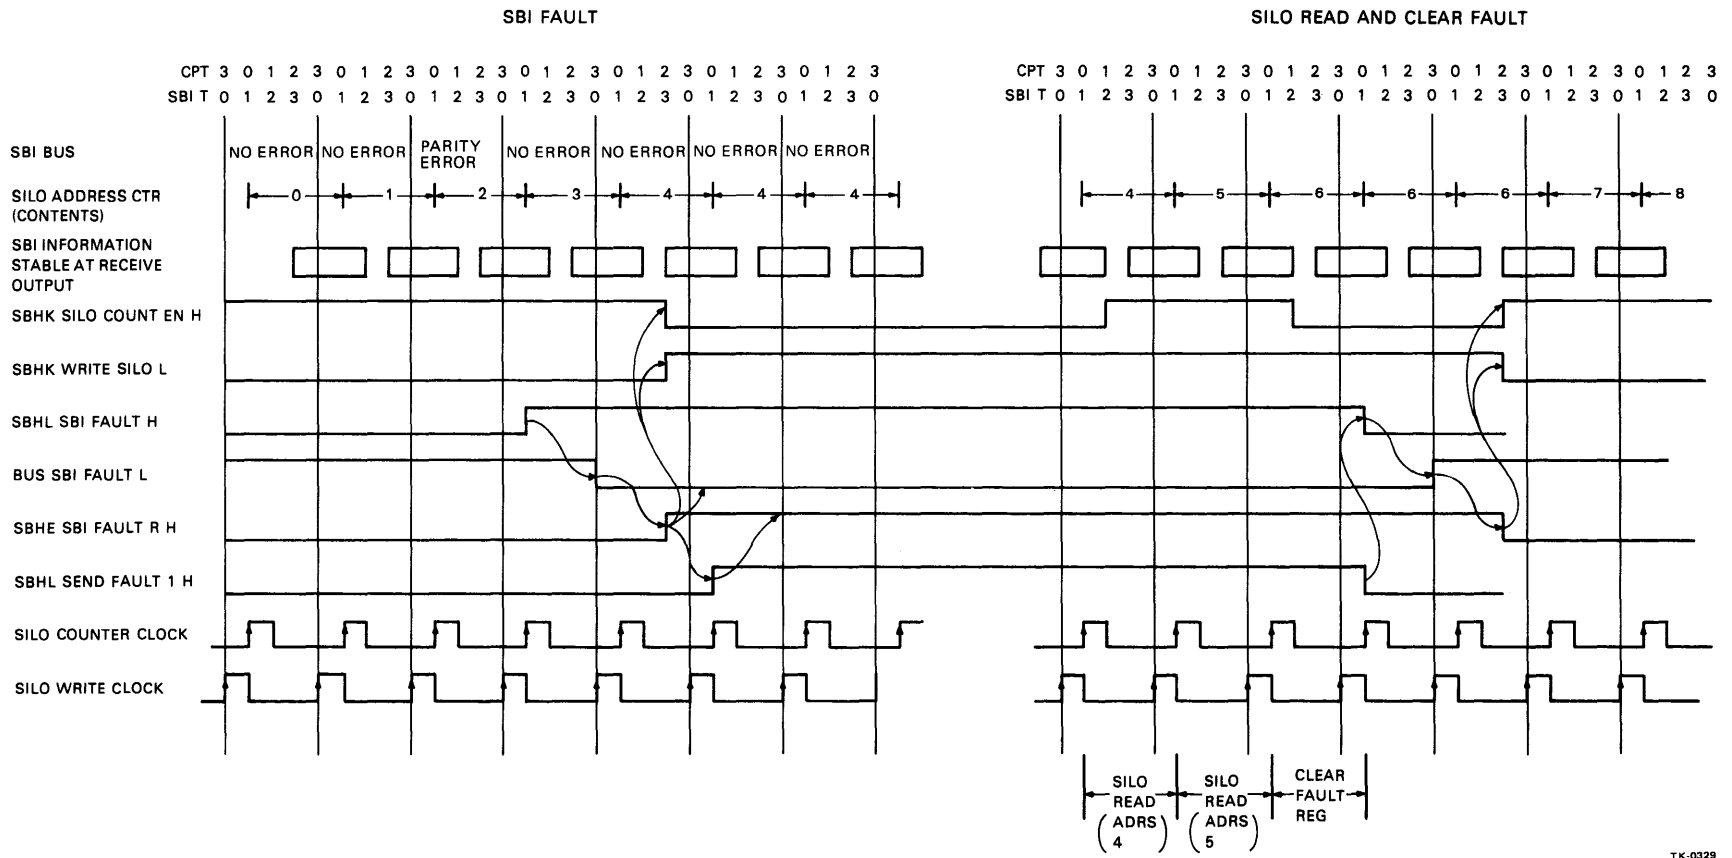 SBI FAULT
SILO READ AND CLEAR FAULT
CPT 3 0 1 2 3 0 1 2 3 0 1 2 3 0 1 2 3 0 1 2 3 0 1 2 3 0 1 2 3
CPT 3 0 1 2 3 0 1 2 3 0 1 2 3 0 1 2 3 0 1 2 3 0 1 2 3 0 1 2 3
SBI T 0 1 2 3 0 1 2 3 0 1 2 3 0 1 2 3 0 1 2 3 0 1 2 3 0 1 2 3 0
SBI T 0 1 2 3 0 1 2 3 0 1 2 3 0 1 2 3 0 1 2 3 0 1 2 3 0 1 2 3 0
SBI BUS
NO ERROR NO ERROR PARITY ERROR NO ERROR NO ERROR NO ERROR NO ERROR
SILO ADDRESS CTR
(CONTENTS)
0 1 2 3 4 4 4
4 5 6 6 6 7 8
SBI INFORMATION
STABLE AT RECEIVE
OUTPUT
SBHK SILO COUNT EN H
SBHK WRITE SILO L
SBHL SBI FAULT H
BUS SBI FAULT L
SBHE SBI FAULT R H
SBHL SEND FAULT 1 H
SILO COUNTER CLOCK
SILO WRITE CLOCK
SILO
READ
(ADRS
4)
SILO
READ
(ADRS
5)
CLEAR
FAULT
REG
TK-0329